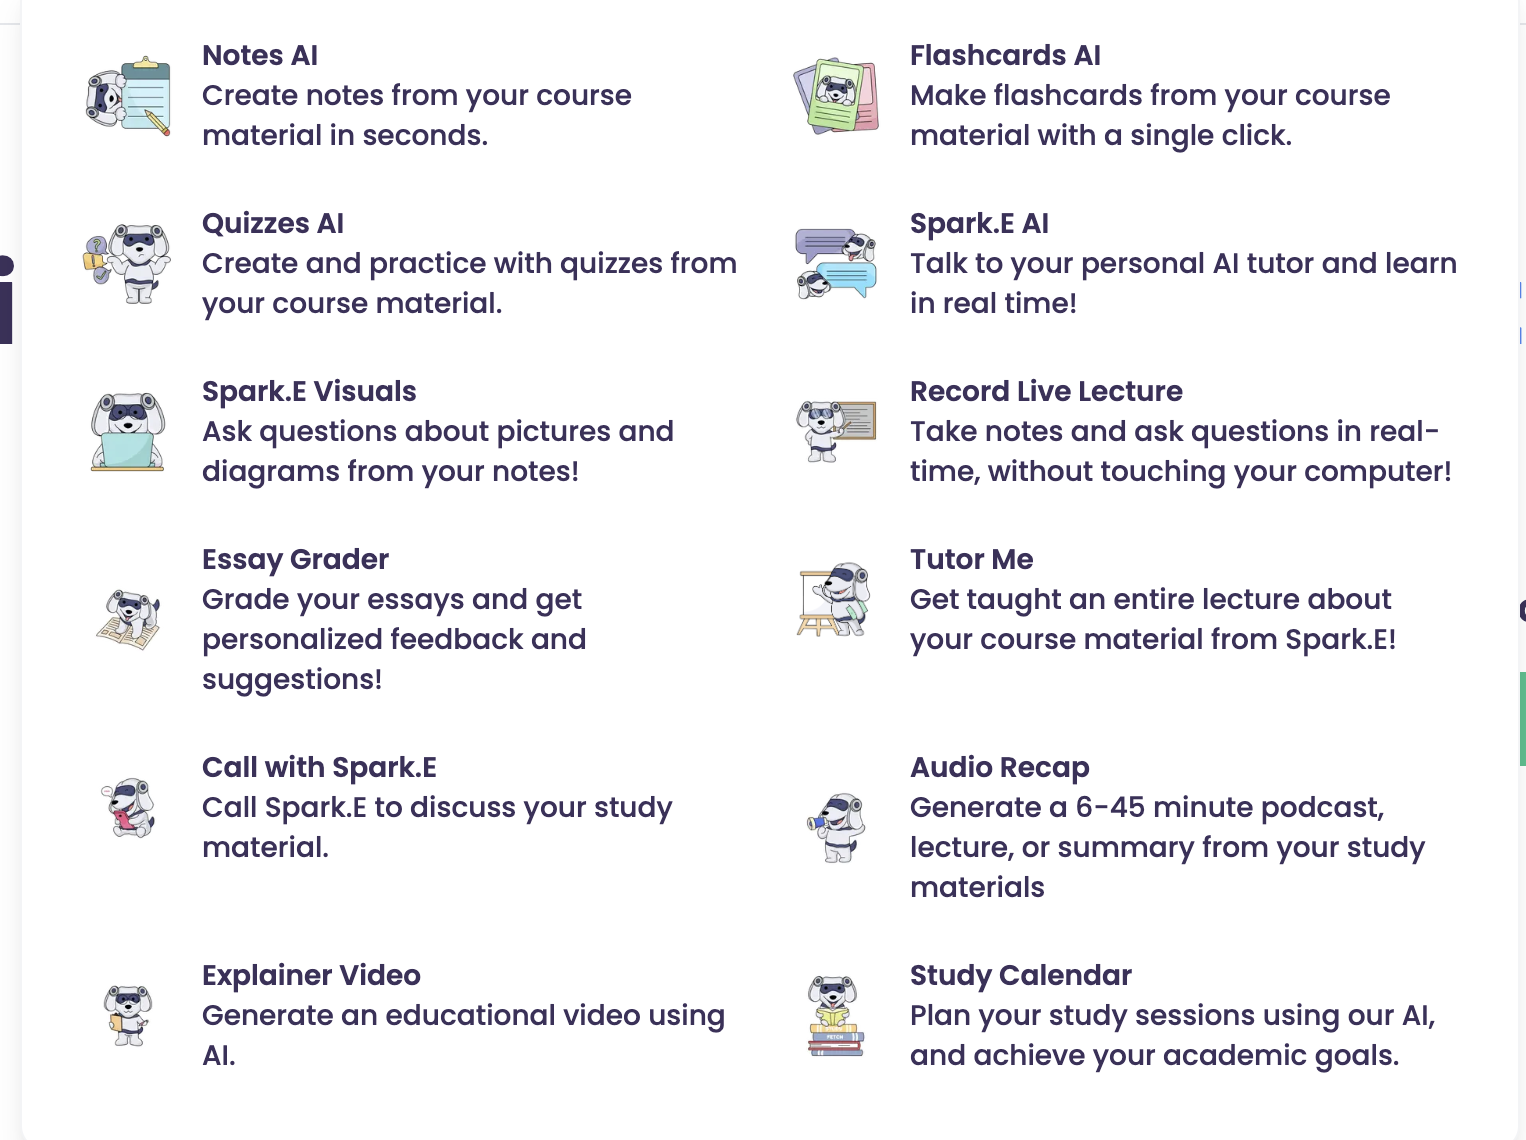 Notes AI
Create notes from your course
material in seconds.
Flashcards AI
Make flashcards from your course
material with a single click.
Quizzes AI
Create and practice with quizzes from
your course material.
Spark.E AI
Talk to your personal AI tutor and learn
in real time!
Spark.E Visuals
Ask questions about pictures and
diagrams from your notes!
Record Live Lecture
Take notes and ask questions in real-
time, without touching your computer!
Essay Grader
Grade your essays and get
personalized feedback and
suggestions!
Tutor Me
Get taught an entire lecture about
your course material from Spark.E!
Call with Spark.E
Call Spark.E to discuss your study
material.
Audio Recap
Generate a 6-45 minute podcast,
lecture, or summary from your study
materials
Explainer Video
Generate an educational video using
AI.
Study Calendar
Plan your study sessions using our AI,
and achieve your academic goals.